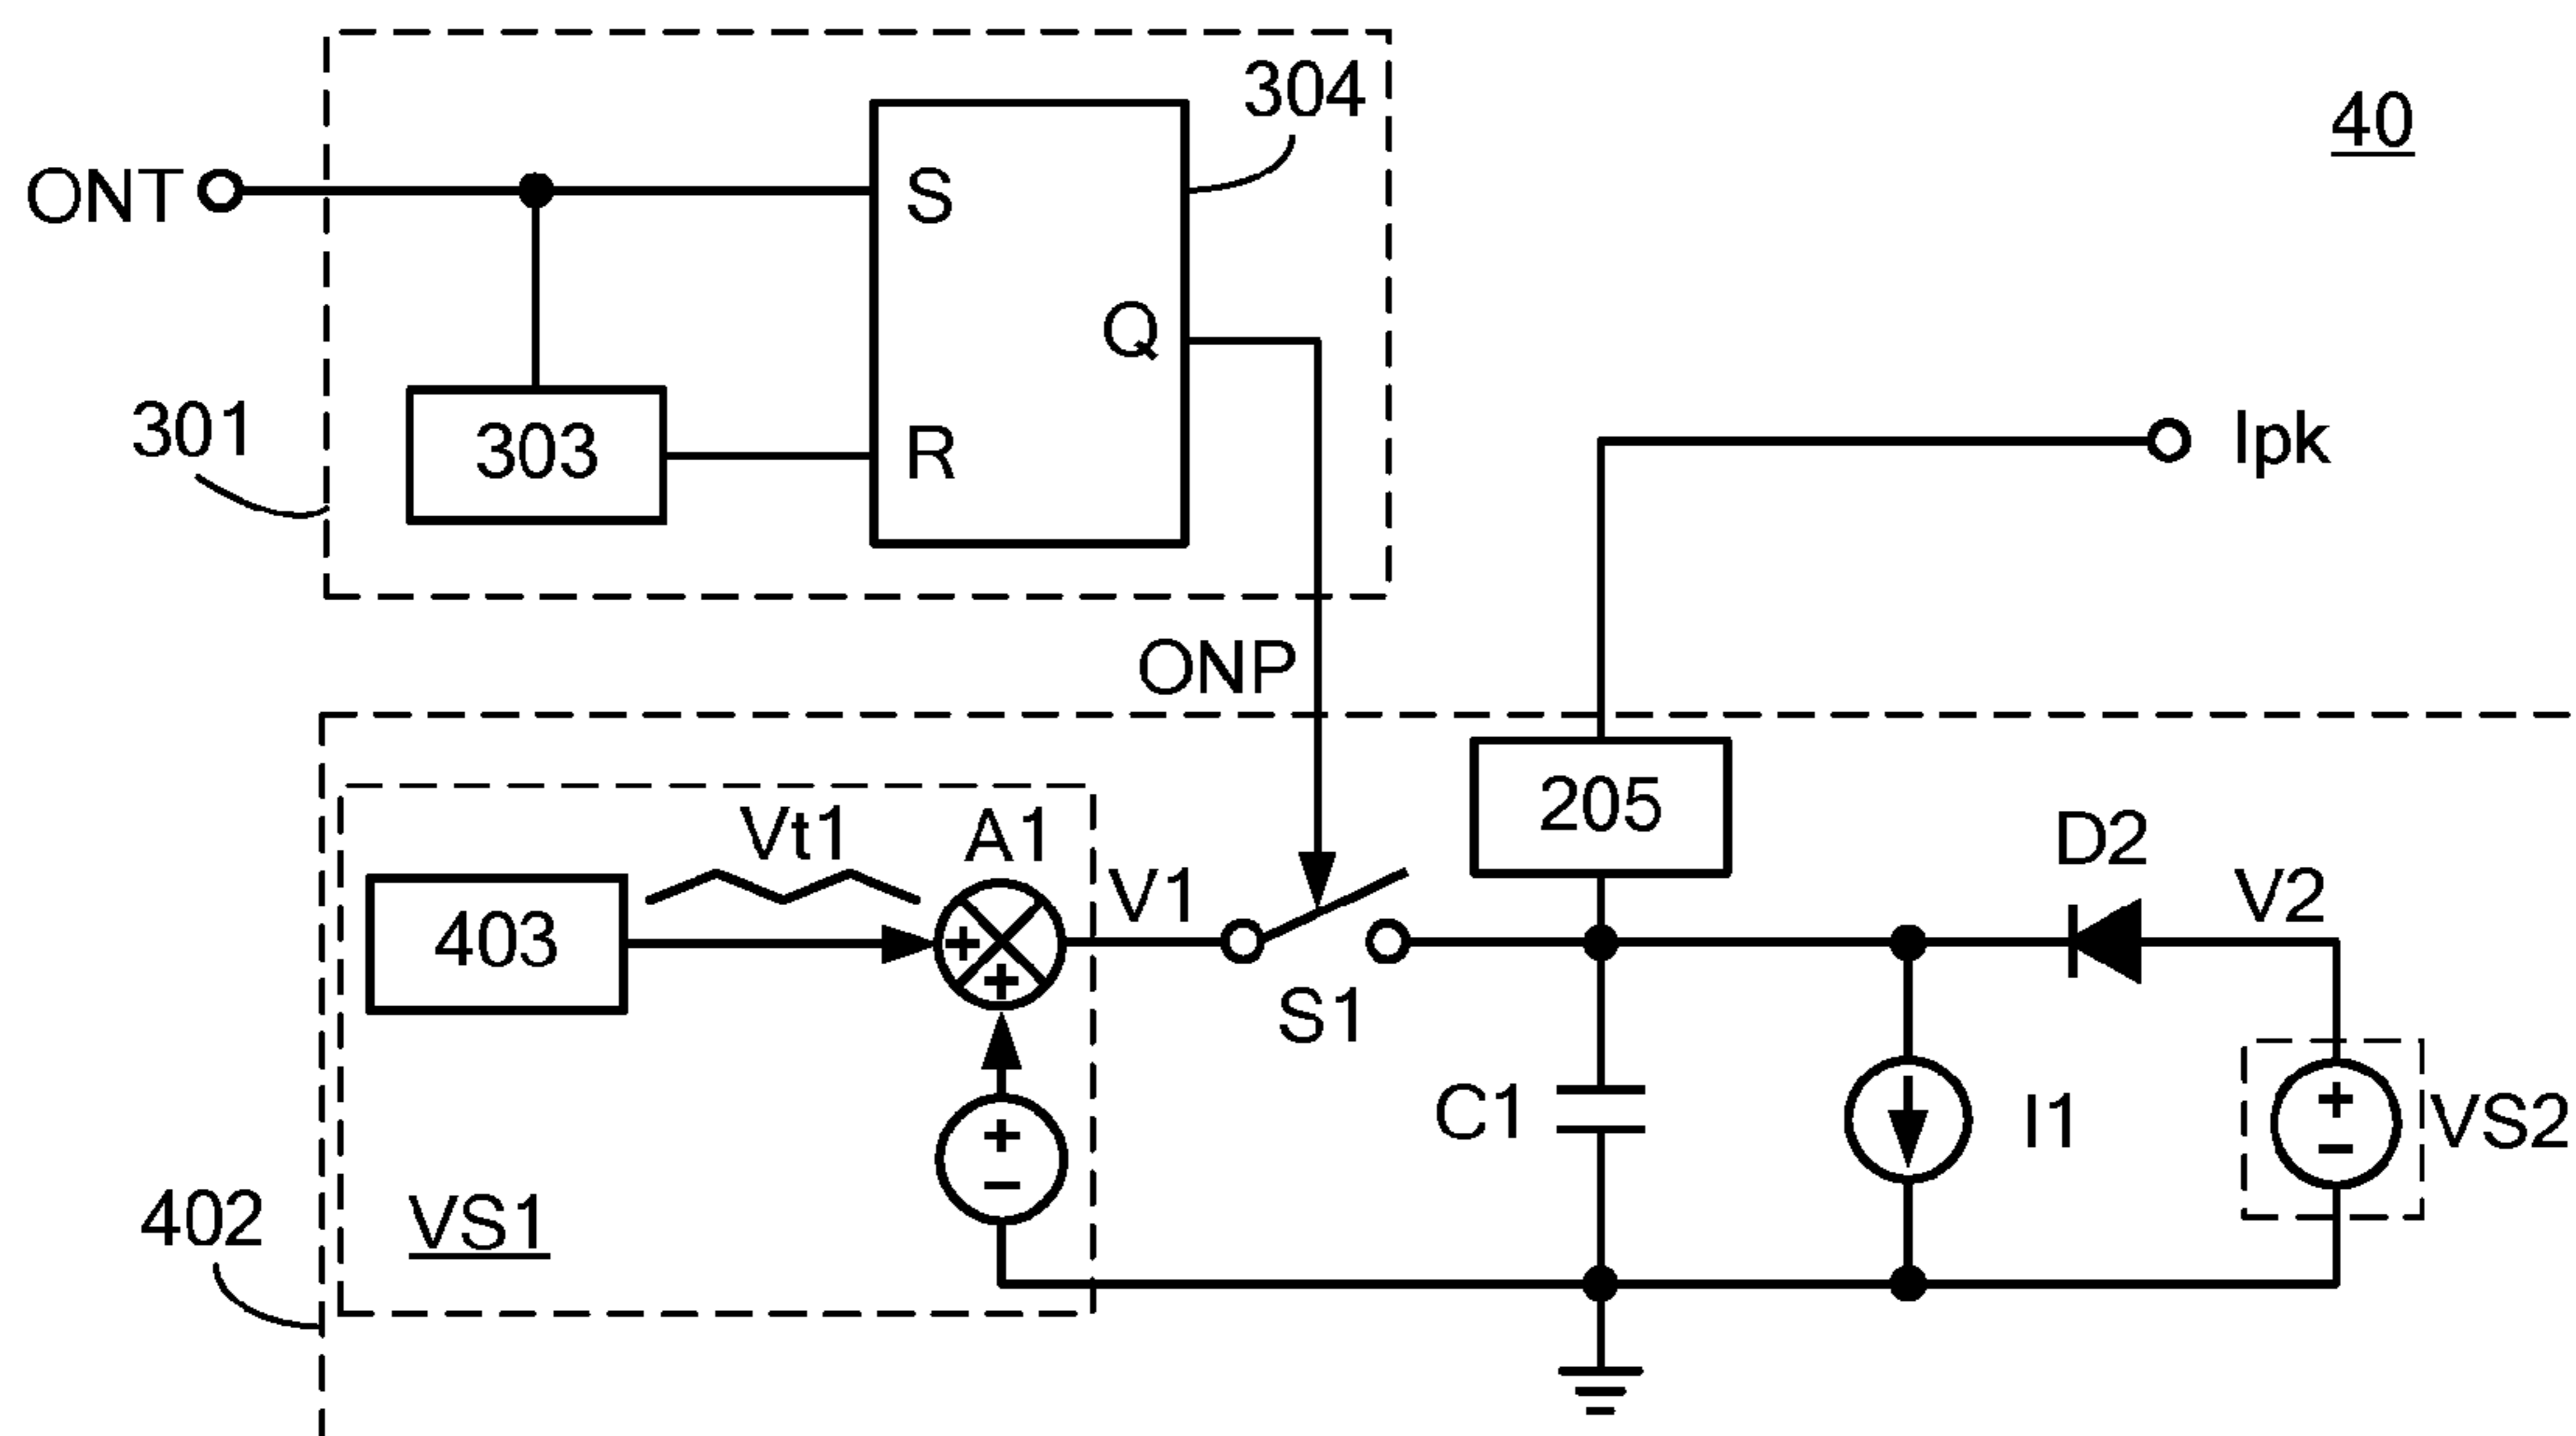 304
40
ONT
S
Q
301
303
R
Ipk
ONP
205
Vt1
A1
D2
V1
V2
403
+
+
S1
C1
I1
+
−
VS2
+
−
402
VS1